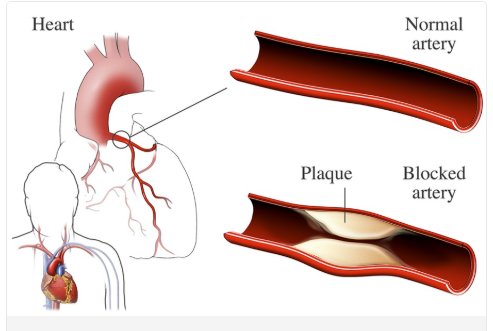 Heart
Normal
artery
Plaque
Blocked
artery